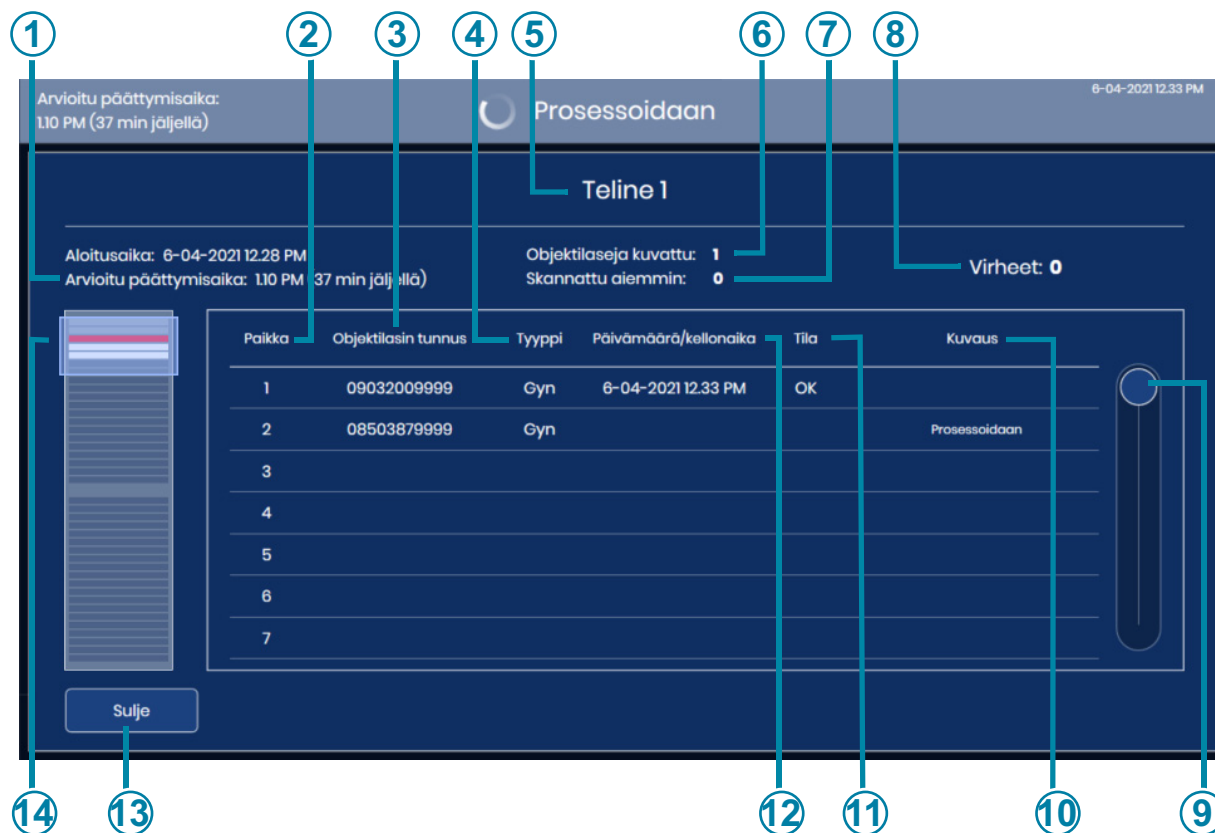 1 2 3 4 5 6 7 8
Arvioitu päättymisaika:
1.10 PM (37 min jäljellä)
Prosessoidaan
6-04-2021 12.33 PM
Teline 1
Aloitusaika: 6-04-2021 12.28 PM
Arvioitu päättymisaika: 1.10 PM (37 min jäljellä)
Objektilaseja kuvattu: 1
Skannattu aiemmin: 0
Virheet: 0
Paikka Objektilasin tunnus Tyyppi Päivämäärä/kellonaika Tila Kuvaus
1 09032009999 Gyn 6-04-2021 12.33 PM OK
2 08503879999 Gyn Prosessoidaan
3
4
5
6
7
Sulje
14 13 12 11 10 9